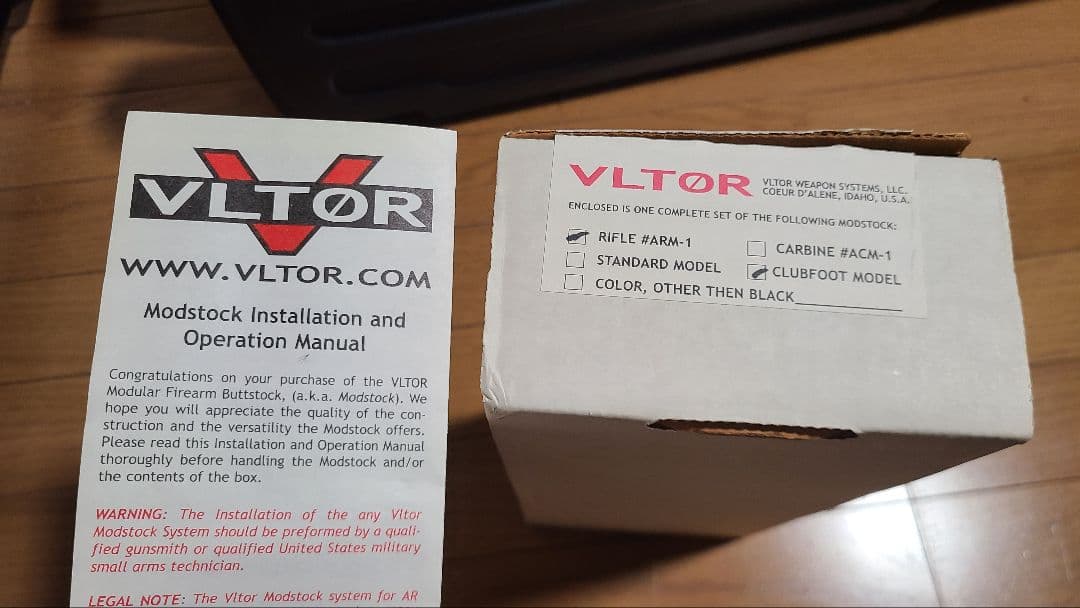 VLTØR
WWW.VLTOR.COM
Modstock Installation and
Operation Manual
Congratulations on your purchase of the VLTOR
Modular Firearm Buttstock, (a.k.a. Modstock). We
hope you will appreciate the quality of the con-
struction and the versatility the Modstock offers.
Please read this Installation and Operation Manual
thoroughly before handling the Modstock and/or
the contents of the box.
WARNING: The Installation of the any Vltor
Modstock System should be preformed by a quali-
fied gunsmith or qualified United States military
small arms technician.
LEGAL NOTE: The Vltor Modstock system for AR
VLTØR
VLTOR WEAPON SYSTEMS, LLC.
COEUR D'ALENE, IDAHO, U.S.A.
ENCLOSED IS ONE COMPLETE SET OF THE FOLLOWING MODSTOCK:
RIFLE #ARM-1
CARBINE #ACM-1
STANDARD MODEL
CLUBFOOT MODEL
COLOR, OTHER THEN BLACK